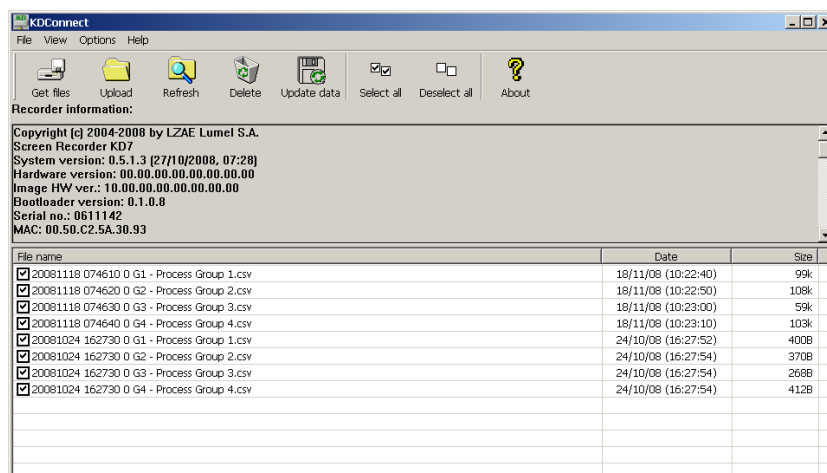 KD KDConnect
File View Options Help
Get files Upload Refresh Delete Update data Select all Deselect all About
Recorder information:
Copyright (c) 2004-2008 by LZAE Lumel S.A.
Screen Recorder KD7
System version: 0.5.1.3 (27/10/2008, 07:28)
Hardware version: 00.00.00.00.00.00.00.00
Image HW ver.: 10.00.00.00.00.00.00.00
Bootloader version: 0.1.0.8
Serial no.: 0611142
MAC: 00.50.C2.5A.30.93
File name Date Size
20081118 074610 0 G1 - Process Group 1.csv 18/11/08 (10:22:40) 99k
20081118 074620 0 G2 - Process Group 2.csv 18/11/08 (10:22:50) 108k
20081118 074630 0 G3 - Process Group 3.csv 18/11/08 (10:23:00) 59k
20081118 074640 0 G4 - Process Group 4.csv 18/11/08 (10:23:10) 103k
20081024 162730 0 G1 - Process Group 1.csv 24/10/08 (16:27:52) 400B
20081024 162730 0 G2 - Process Group 2.csv 24/10/08 (16:27:54) 370B
20081024 162730 0 G3 - Process Group 3.csv 24/10/08 (16:27:54) 268B
20081024 162730 0 G4 - Process Group 4.csv 24/10/08 (16:27:54) 412B